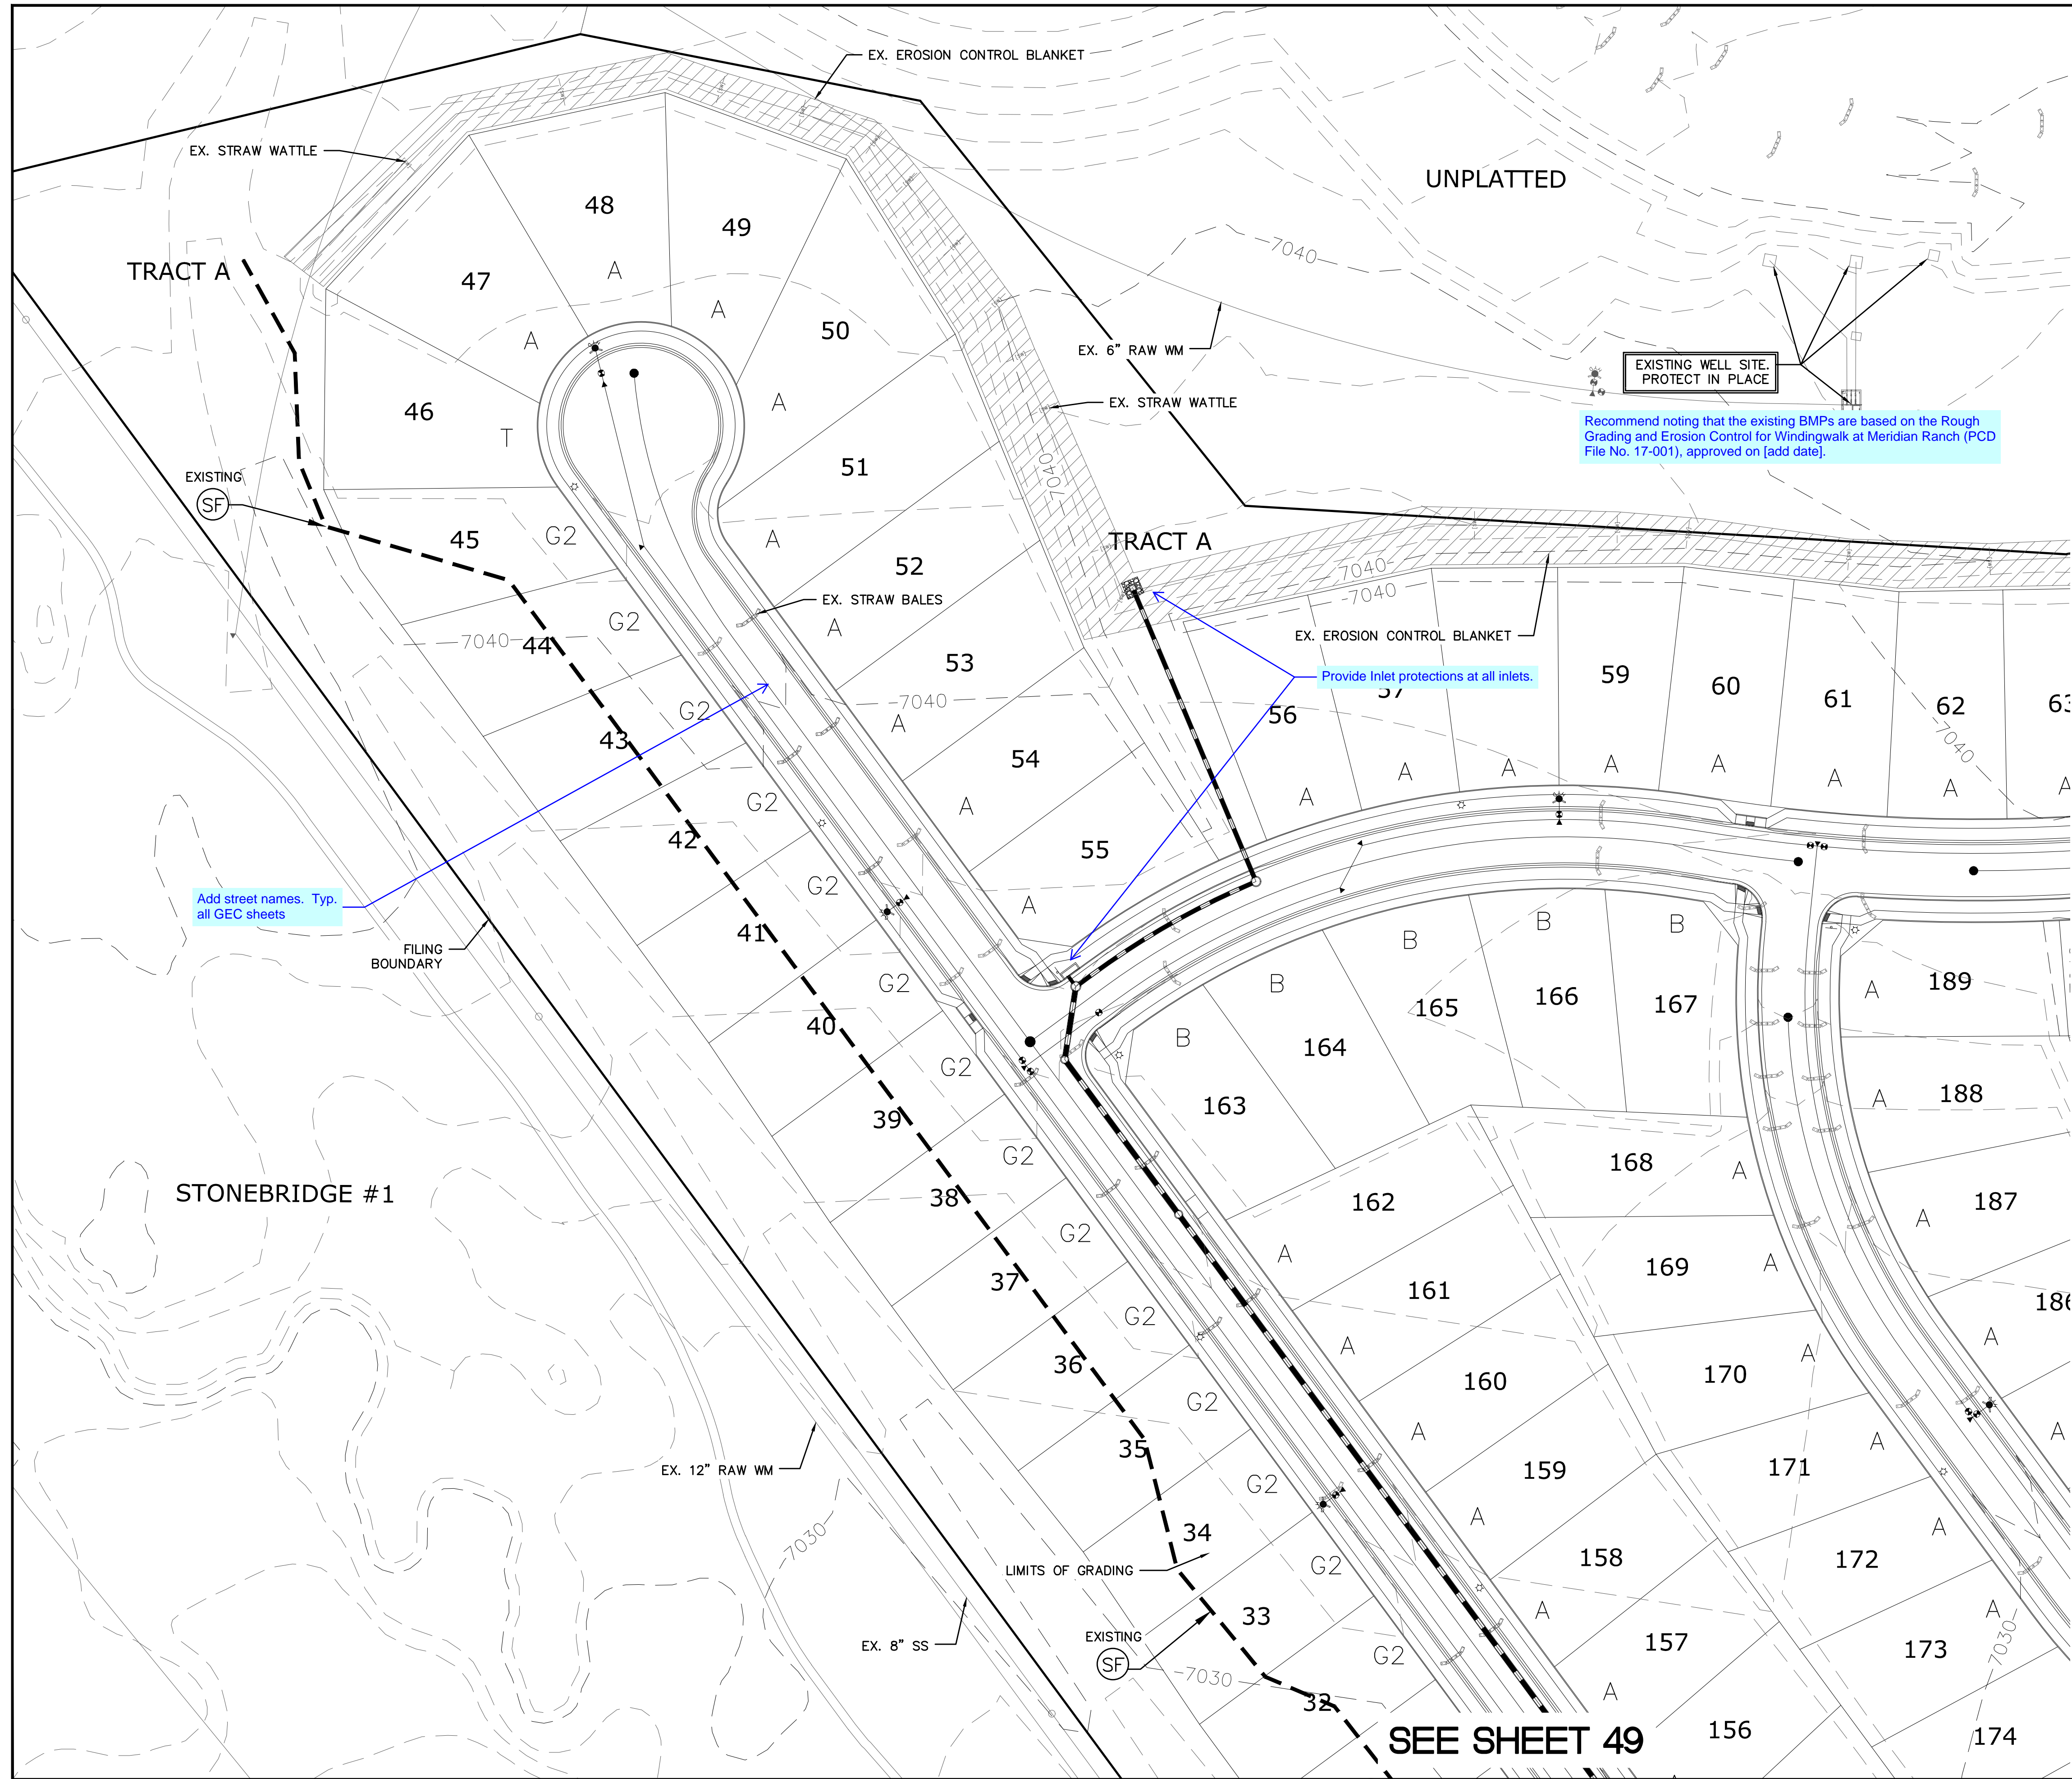 EX. EROSION CONTROL BLANKET
EX. STRAW WATTLE
UNPLATTED
48
49
7040
TRACT A
47
A
A
50
A
EX. 6" RAW WM
EXISTING WELL SITE.
PROTECT IN PLACE
46
A
EX. STRAW WATTLE
T
Recommend noting that the existing BMPs are based on the Rough
Grading and Erosion Control for Windingwalk at Meridian Ranch (PCD
File No. 17-001), approved on [add date].
51
7040
EXISTING
SF
45
G2
A
TRACT A
52
7040
7040
EX. STRAW BALES
G2
A
EX. EROSION CONTROL BLANKET
7040
44
53
Provide Inlet protections at all inlets.
59
57
60
61
62
63
7040
G2
56
A
43
7040
54
A
A
A
A
A
A
A
A
G2
A
42
55
G2
A
Add street names. Typ.
all GEC sheets
41
FILING
BOUNDARY
B
B
B
G2
B
165
166
167
189
A
40
B
164
G2
163
188
A
39
G2
168
A
STONEBRIDGE #1
38
162
187
A
G2
A
37
161
169
A
186
G2
A
36
160
170
A
A
G2
A
35
159
171
A
A
EX. 12" RAW WM
G2
A
34
158
172
A
7030
LIMITS OF GRADING
G2
33
A
A
EXISTING
SF
EX. 8" SS
157
173
G2
7030
7030
32
A
156
174
SEE SHEET 49